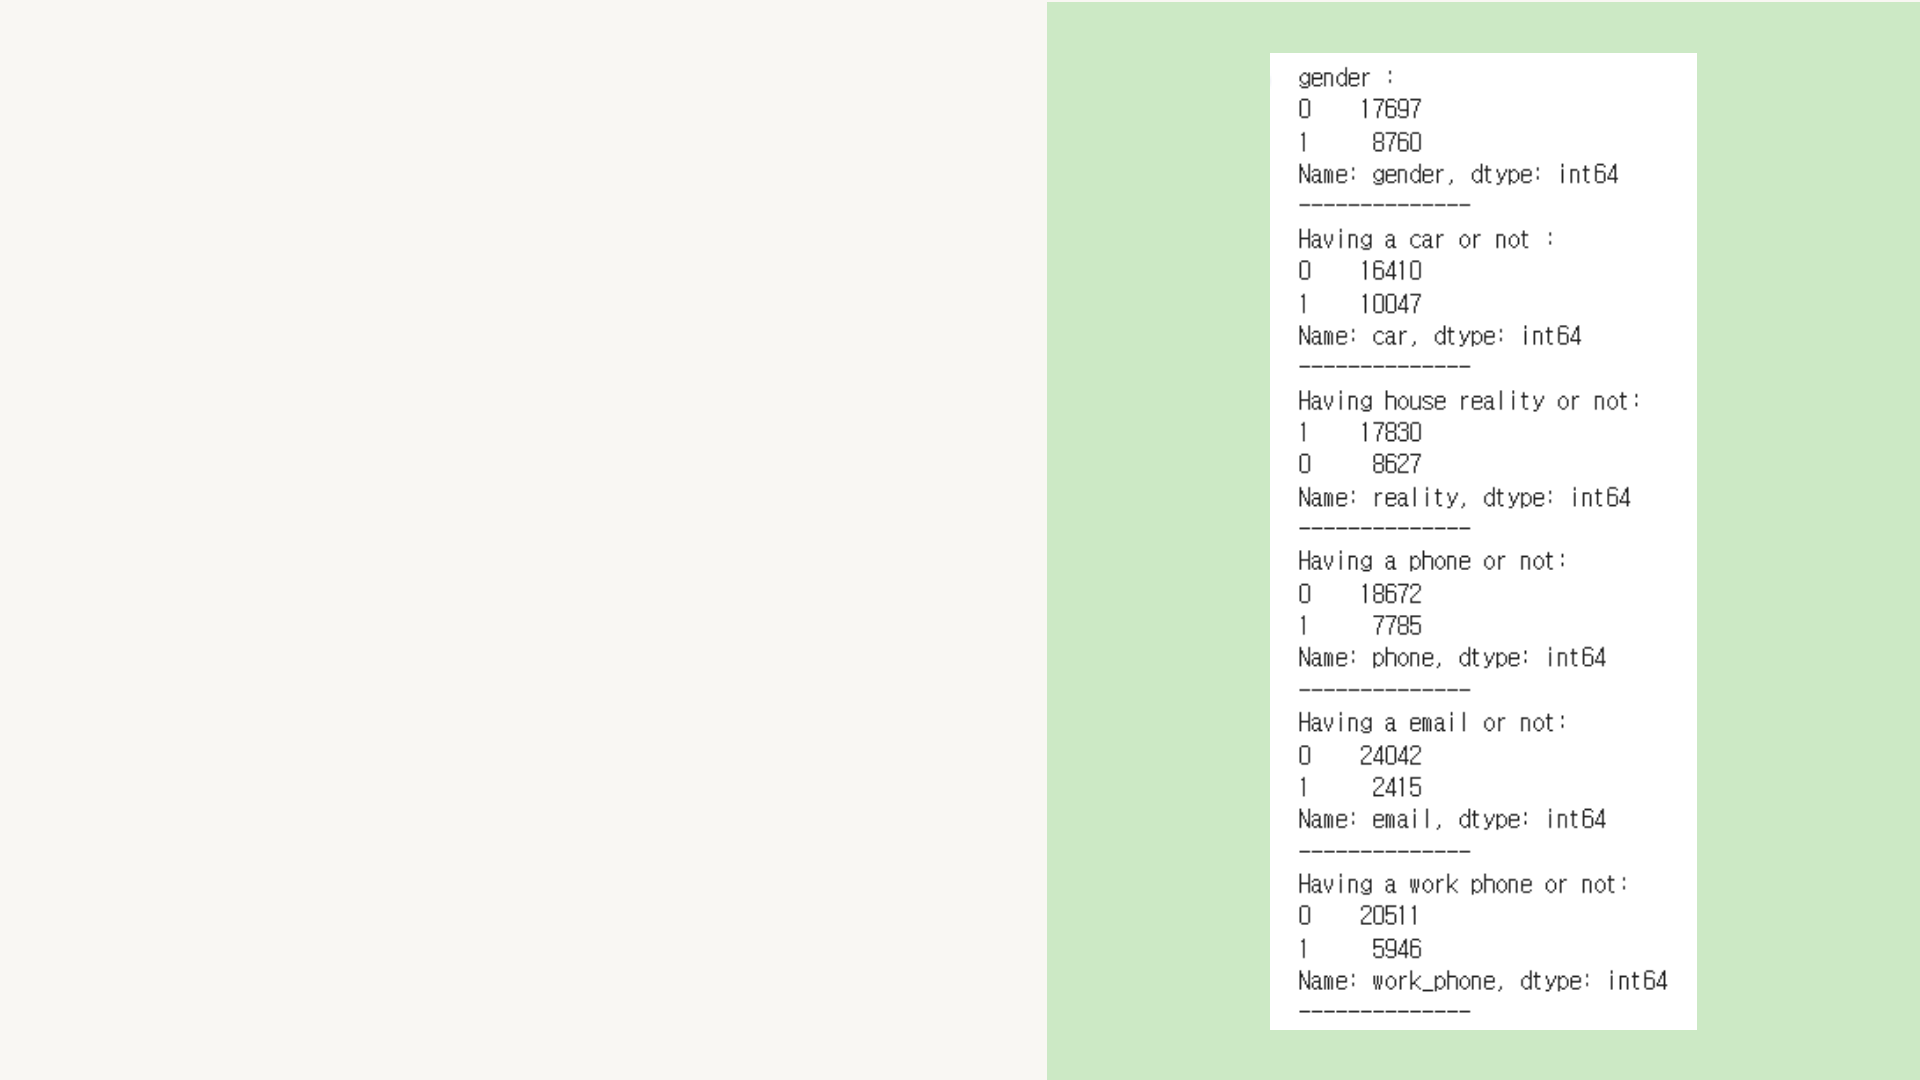 gender :
0    17697
1     8760
Name: gender, dtype: int64
--------------
Having a car or not :
0    16410
1    10047
Name: car, dtype: int64
--------------
Having house reality or not:
1    17830
0     8627
Name: reality, dtype: int64
--------------
Having a phone or not:
0    18672
1     7785
Name: phone, dtype: int64
--------------
Having a email or not:
0    24042
1     2415
Name: email, dtype: int64
--------------
Having a work phone or not:
0    20511
1     5946
Name: work_phone, dtype: int64
--------------